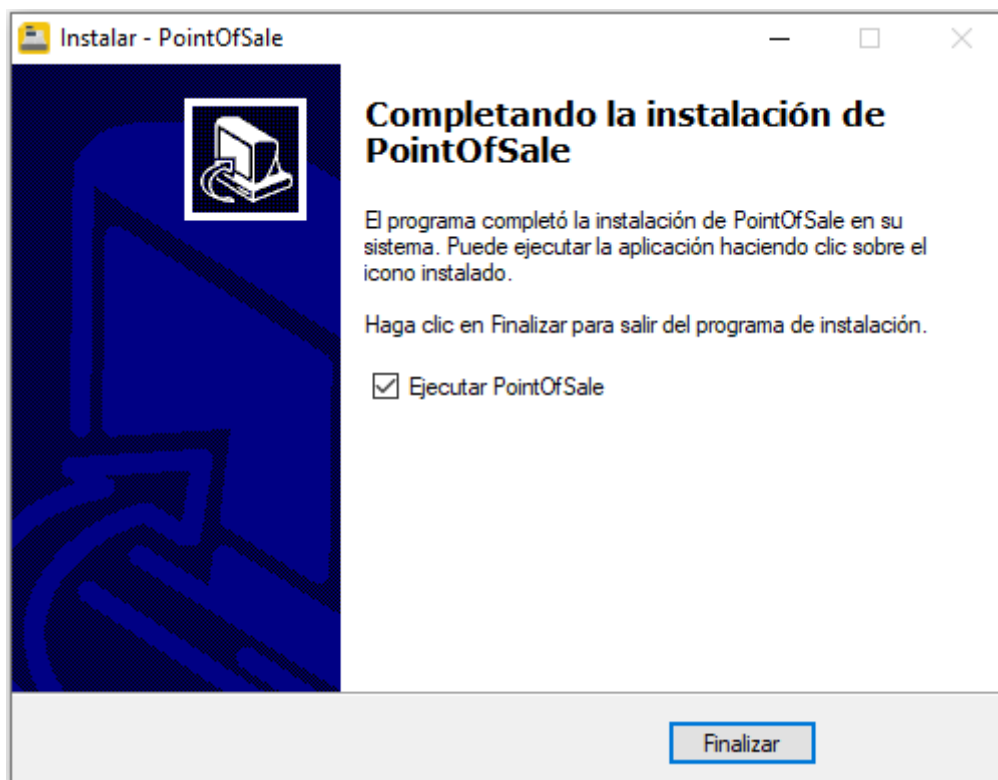 Instalar - PointOfSale
Completando la instalación de
PointOfSale
El programa completó la instalación de PointOfSale en su
sistema. Puede ejecutar la aplicación haciendo clic sobre el
icono instalado.
Haga clic en Finalizar para salir del programa de instalación.
Ejecutar PointOfSale
Finalizar